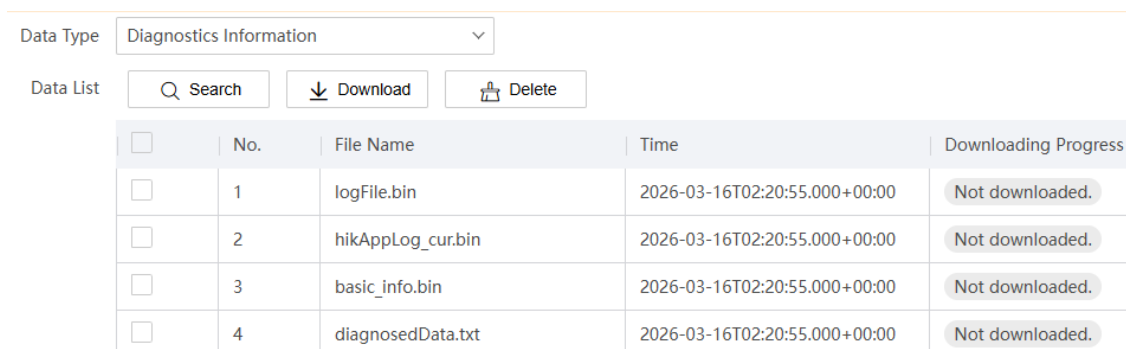 Data Type Diagnostics Information
Data List Search Download Delete
No. File Name Time Downloading Progress
1 logFile.bin 2026-03-16T02:20:55.000+00:00 Not downloaded.
2 hikAppLog_cur.bin 2026-03-16T02:20:55.000+00:00 Not downloaded.
3 basic_info.bin 2026-03-16T02:20:55.000+00:00 Not downloaded.
4 diagnosedData.txt 2026-03-16T02:20:55.000+00:00 Not downloaded.